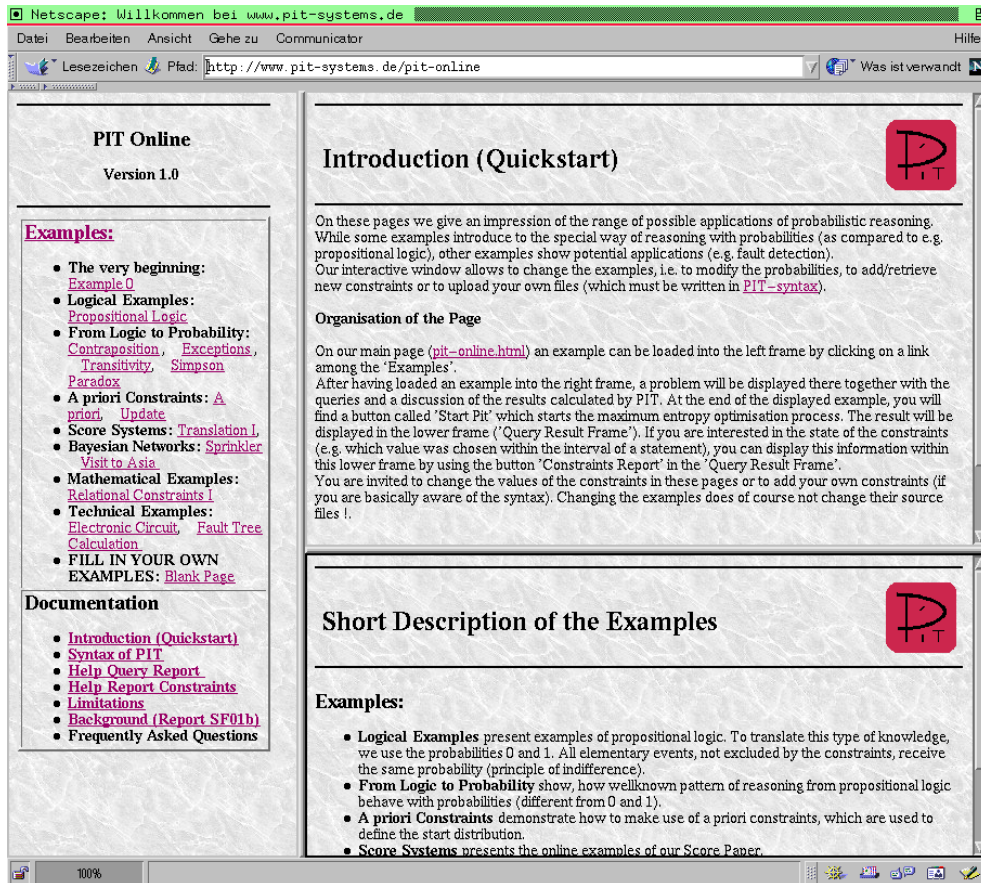 Netscape: Willkommen bei www.pit-systems.de
Datei Bearbeiten Ansicht Gehe zu Communicator Hilfe
Lesezeichen Pfad: http://www.pit-systems.de/pit-online Was ist verwandt
PIT Online
Version 1.0
Examples:
The very beginning:
Example 0
Logical Examples:
Propositional Logic
From Logic to Probability:
Contraposition, Exceptions,
Transitivity, Simpson
Paradox
A priori Constraints: A
priori, Update
Score Systems: Translation I,
Bayesian Networks: Sprinkler
Visit to Asia
Mathematical Examples:
Relational Constraints I
Technical Examples:
Electronic Circuit, Fault Tree
Calculation
FILL IN YOUR OWN
EXAMPLES: Blank Page
Documentation
Introduction (Quickstart)
Syntax of PIT
Help Query Report
Help Report Constraints
Limitations
Background (Report SF01b)
Frequently Asked Questions
Introduction (Quickstart)
PIT
On these pages we give an impression of the range of possible applications of probabilistic reasoning.
While some examples introduce to the special way of reasoning with probabilities (as compared to e.g.
propositional logic), other examples show potential applications (e.g. fault detection).
Our interactive window allows to change the examples, i.e. to modify the probabilities, to add/retrieve
new constraints or to upload your own files (which must be written in PIT-syntax).
Organisation of the Page
On our main page (pit-online.html) an example can be loaded into the left frame by clicking on a link
among the 'Examples'.
After having loaded an example into the right frame, a problem will be displayed there together with the
queries and a discussion of the results calculated by PIT. At the end of the displayed example, you will
find a button called 'Start Pit' which starts the maximum entropy optimisation process. The result will be
displayed in the lower frame ('Query Result Frame'). If you are interested in the state of the constraints
(e.g. which value was chosen within the interval of a statement), you can display this information within
this lower frame by using the button 'Constraints Report' in the 'Query Result Frame'.
You are invited to change the values of the constraints in these pages or to add your own constraints (if
you are basically aware of the syntax). Changing the examples does of course not change their source
files !.
Short Description of the Examples
PIT
Examples:
Logical Examples present examples of propositional logic. To translate this type of knowledge,
we use the probabilities 0 and 1. All elementary events, not excluded by the constraints, receive
the same probability (principle of indifference).
From Logic to Probability show, how wellknown pattern of reasoning from propositional logic
behave with probabilities (different from 0 and 1).
A priori Constraints demonstrate how to make use of a priori constraints, which are used to
define the start distribution.
Score Systems presents the online examples of our Score Paper.
100%